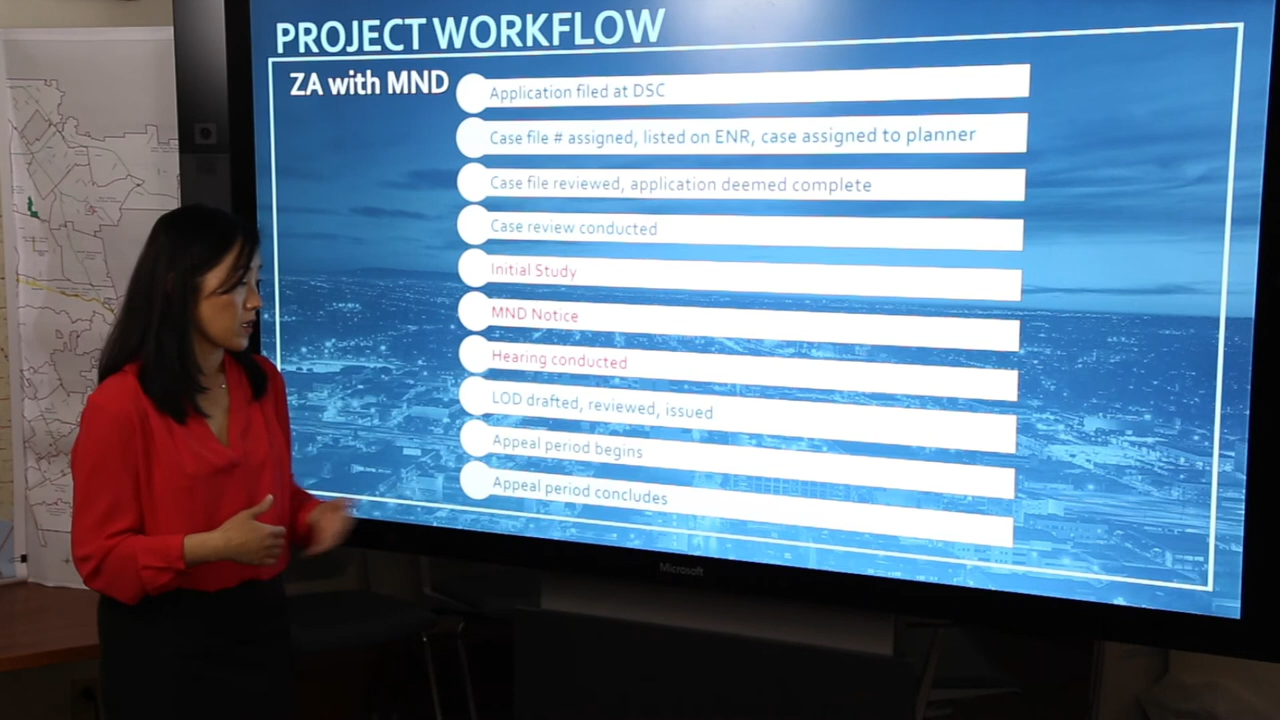 PROJECT WORKFLOW
ZA with MND
Application filed at DSC
Case file # assigned, listed on ENR, case assigned to planner
Case file reviewed, application deemed complete
Case review conducted
Initial Study
MND Notice
Hearing conducted
LOD drafted, reviewed, issued
Appeal period begins
Appeal period concludes
Microsoft